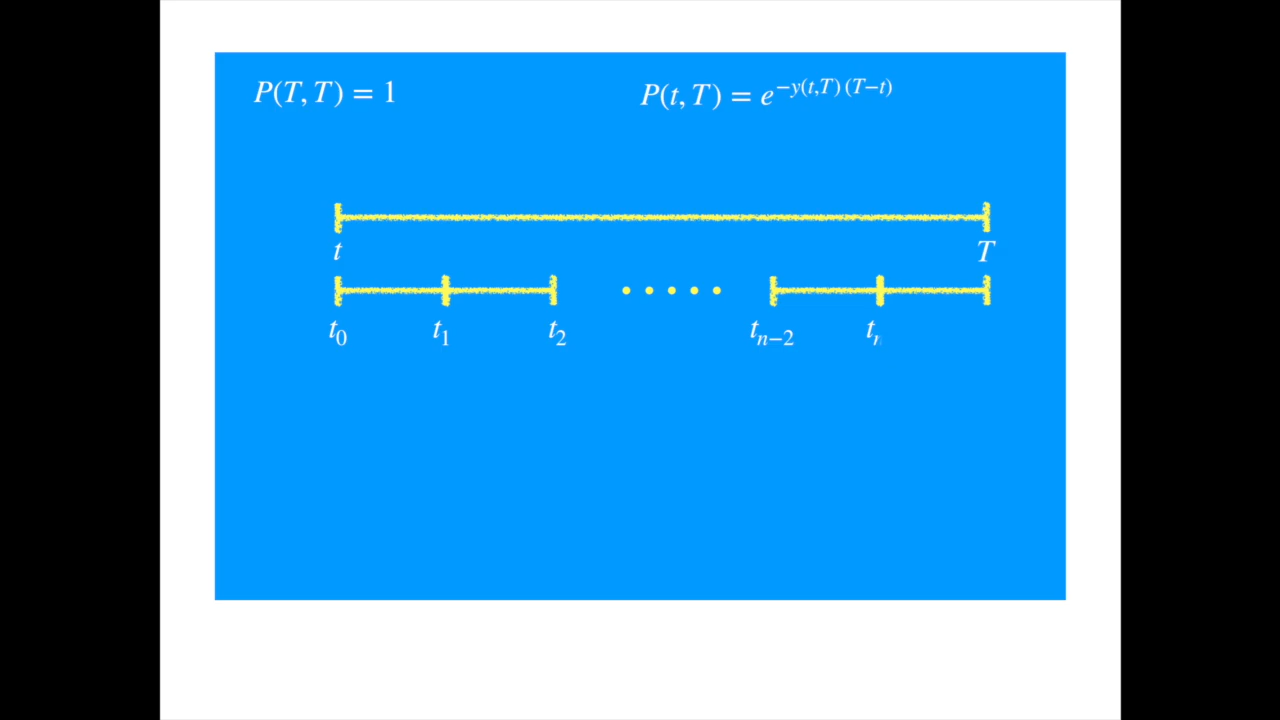 P(T, T) = 1
P(t, T) = e^{-y(t,T) (T-t)}
t T
t_0 t_1 t_2 t_{n-2}